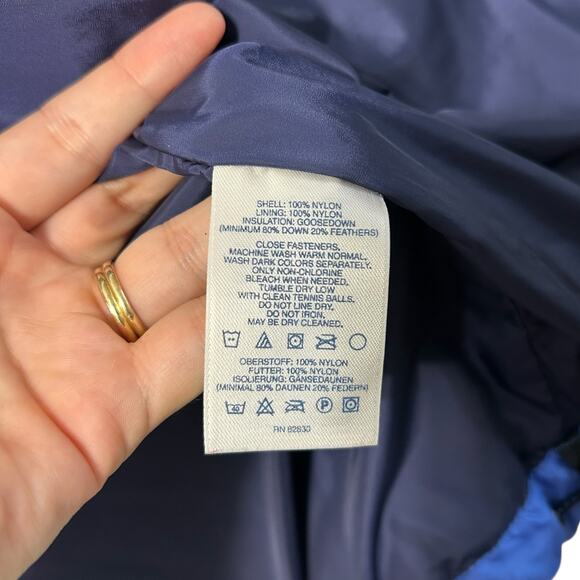 SHELL: 100% NYLON
LINING: 100% NYLON
INSULATION: GOOSEDOWN
(MINIMUM 80% DOWN 20% FEATHERS)
CLOSE FASTENERS.
MACHINE WASH WARM NORMAL.
WASH DARK COLORS SEPARATELY.
ONLY NON-CHLORINE
BLEACH WHEN NEEDED.
TUMBLE DRY LOW
WITH CLEAN TENNIS BALLS.
DO NOT LINE DRY.
DO NOT IRON.
MAY BE DRY CLEANED.
OBERSTOFF: 100% NYLON
FUTTER: 100% NYLON
ISOLIERUNG: GÄNSEDAUNEN
(MINIMAL 80% DAUNEN 20% FEDERN)
40 P
RN 82830